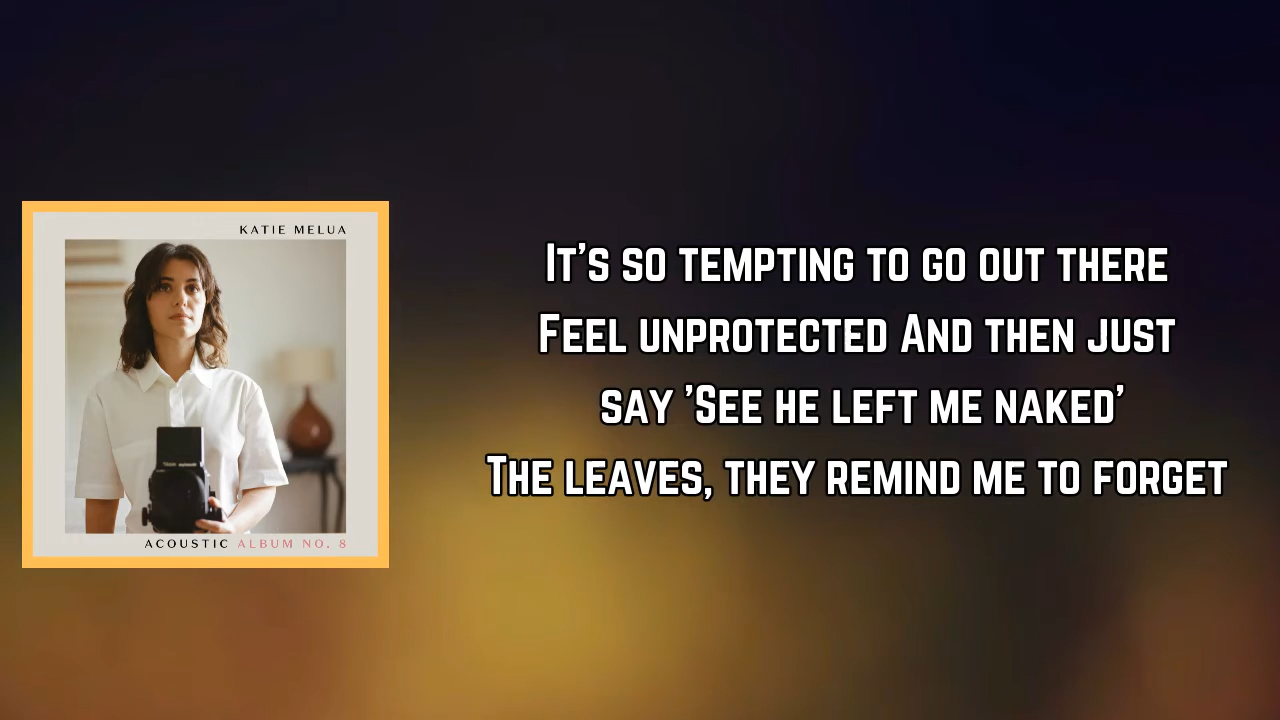 KATIE MELUA
ACOUSTIC ALBUM NO. 8
It's so tempting to go out there
Feel unprotected And then just
say 'See he left me naked'
The leaves, they remind me to forget